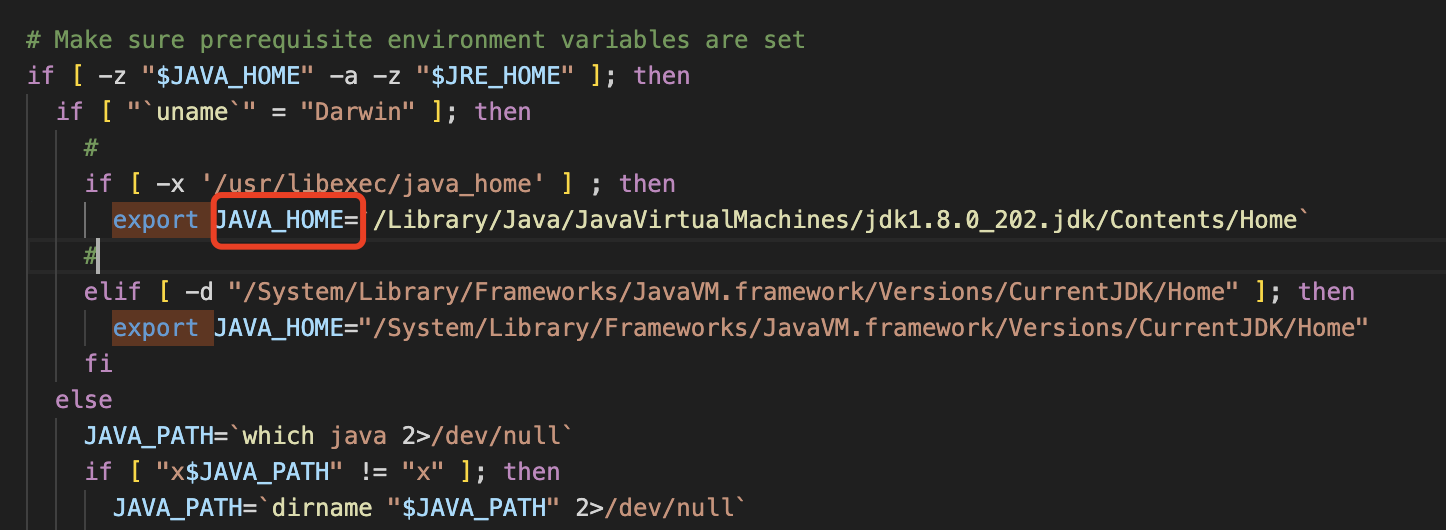 # Make sure prerequisite environment variables are set
if [ -z "$JAVA_HOME" -a -z "$JRE_HOME" ]; then
if [ "`uname`" = "Darwin" ]; then
#
if [ -x '/usr/libexec/java_home' ] ; then
export JAVA_HOME=`/Library/Java/JavaVirtualMachines/jdk1.8.0_202.jdk/Contents/Home`
#
elif [ -d "/System/Library/Frameworks/JavaVM.framework/Versions/CurrentJDK/Home" ]; then
export JAVA_HOME="/System/Library/Frameworks/JavaVM.framework/Versions/CurrentJDK/Home"
fi
else
JAVA_PATH=`which java 2>/dev/null`
if [ "x$JAVA_PATH" != "x" ]; then
JAVA_PATH=`dirname "$JAVA_PATH" 2>/dev/null`